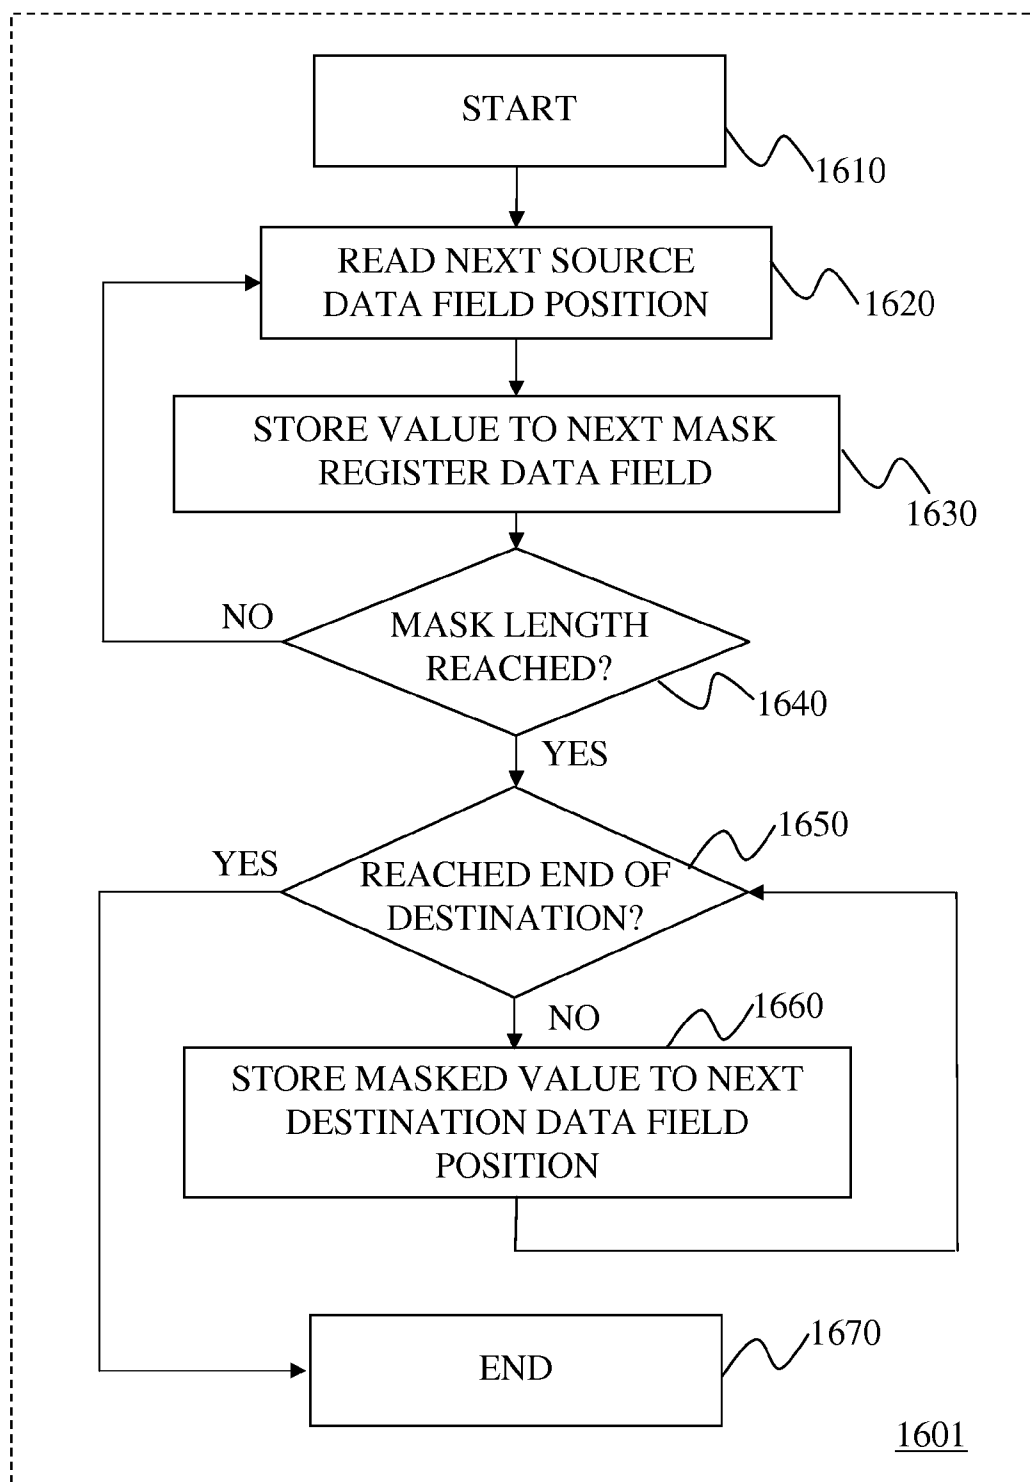 START
1610
READ NEXT SOURCE
DATA FIELD POSITION
1620
STORE VALUE TO NEXT MASK
REGISTER DATA FIELD
1630
NO
MASK LENGTH
REACHED?
1640
YES
1650
YES
REACHED END OF
DESTINATION?
NO
1660
STORE MASKED VALUE TO NEXT
DESTINATION DATA FIELD
POSITION
1670
END
1601